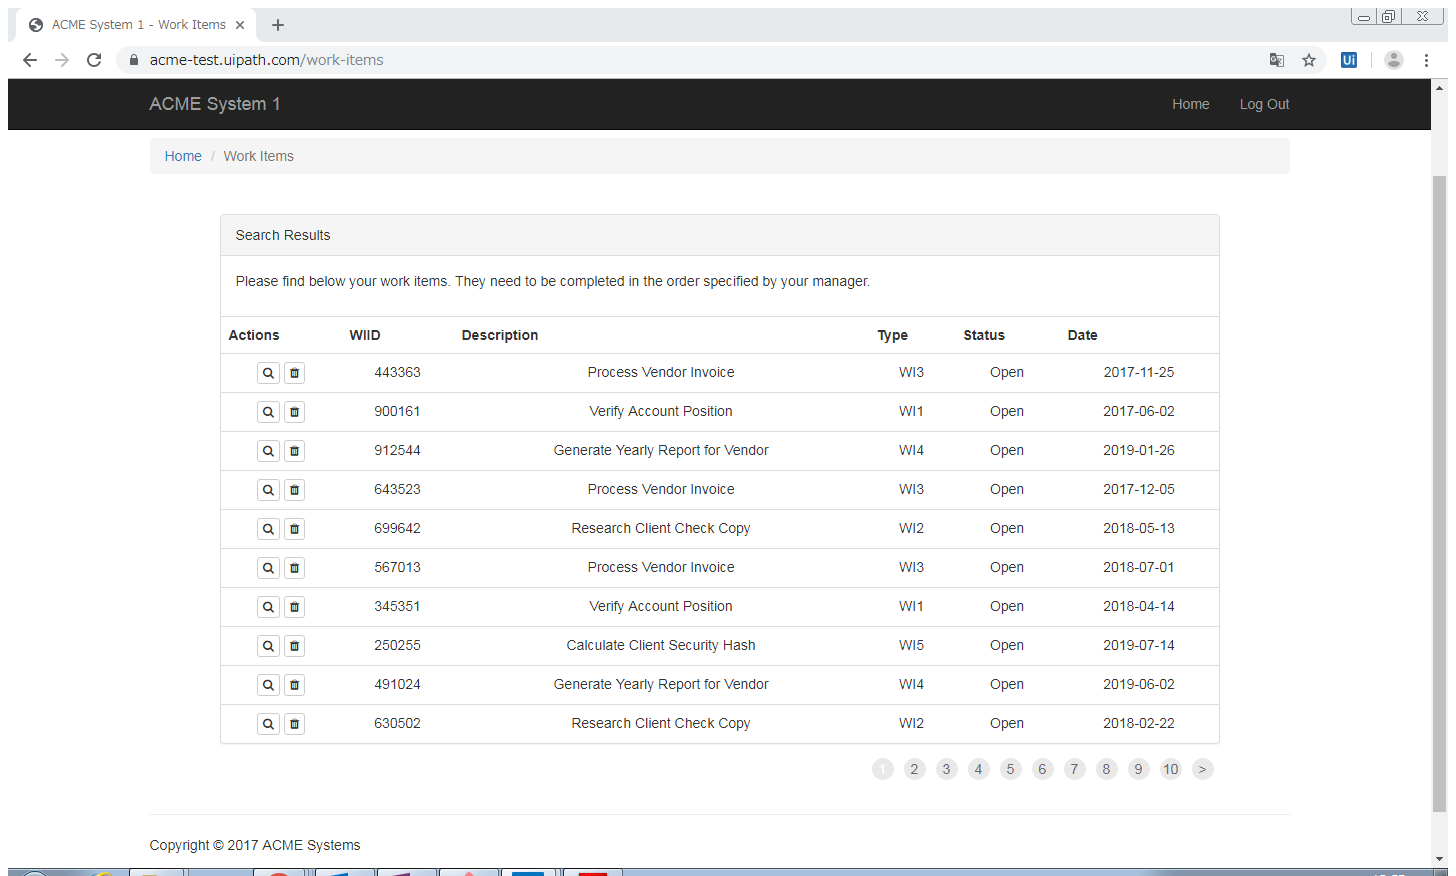 ACME System 1 - Work Items
acme-test.uipath.com/work-items
Ui
ACME System 1 Home Log Out
Home / Work Items
Search Results
Please find below your work items. They need to be completed in the order specified by your manager.
Actions WIID Description Type Status Date
443363 Process Vendor Invoice WI3 Open 2017-11-25
900161 Verify Account Position WI1 Open 2017-06-02
912544 Generate Yearly Report for Vendor WI4 Open 2019-01-26
643523 Process Vendor Invoice WI3 Open 2017-12-05
699642 Research Client Check Copy WI2 Open 2018-05-13
567013 Process Vendor Invoice WI3 Open 2018-07-01
345351 Verify Account Position WI1 Open 2018-04-14
250255 Calculate Client Security Hash WI5 Open 2019-07-14
491024 Generate Yearly Report for Vendor WI4 Open 2019-06-02
630502 Research Client Check Copy WI2 Open 2018-02-22
1 2 3 4 5 6 7 8 9 10 >
Copyright © 2017 ACME Systems